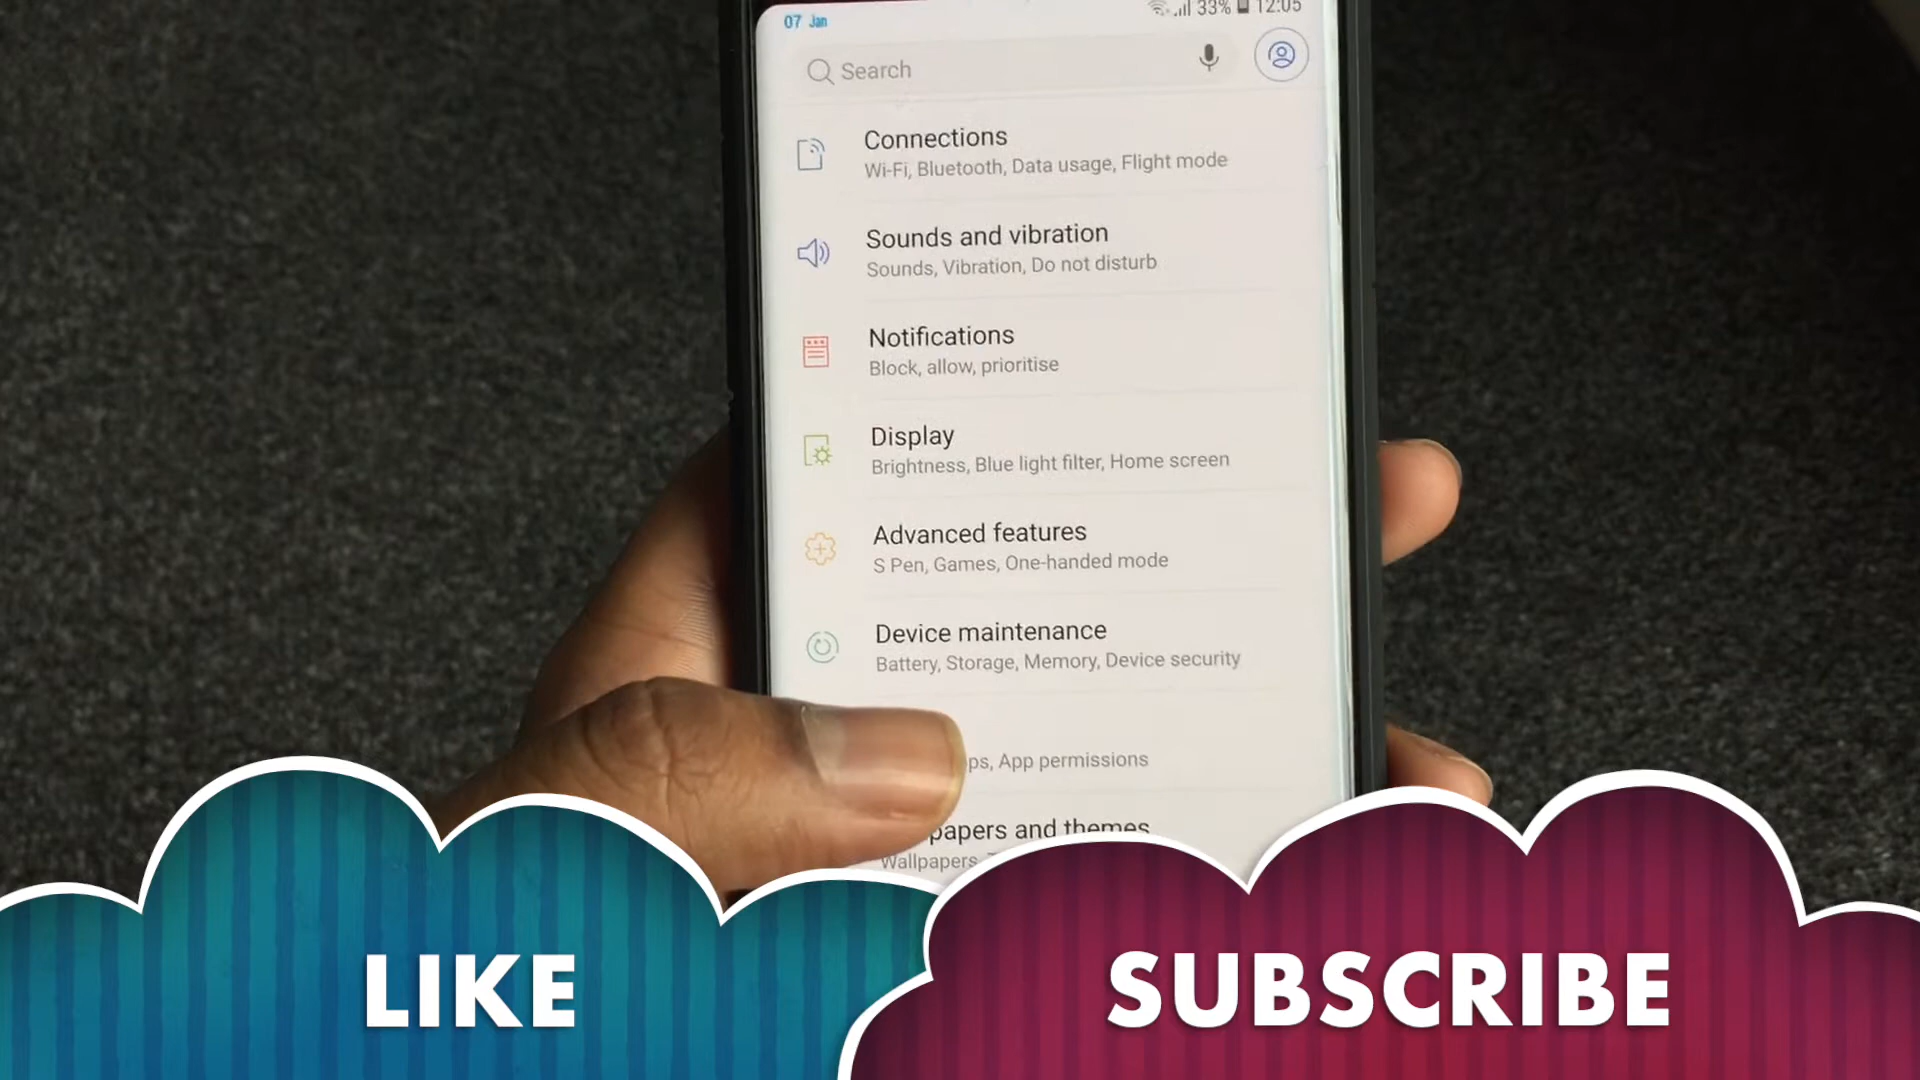 07 Jan
33% 12:05
Search
Connections
Wi-Fi, Bluetooth, Data usage, Flight mode
Sounds and vibration
Sounds, Vibration, Do not disturb
Notifications
Block, allow, prioritise
Display
Brightness, Blue light filter, Home screen
Advanced features
S Pen, Games, One-handed mode
Device maintenance
Battery, Storage, Memory, Device security
App permissions
and themes
Wallpapers
LIKE
SUBSCRIBE